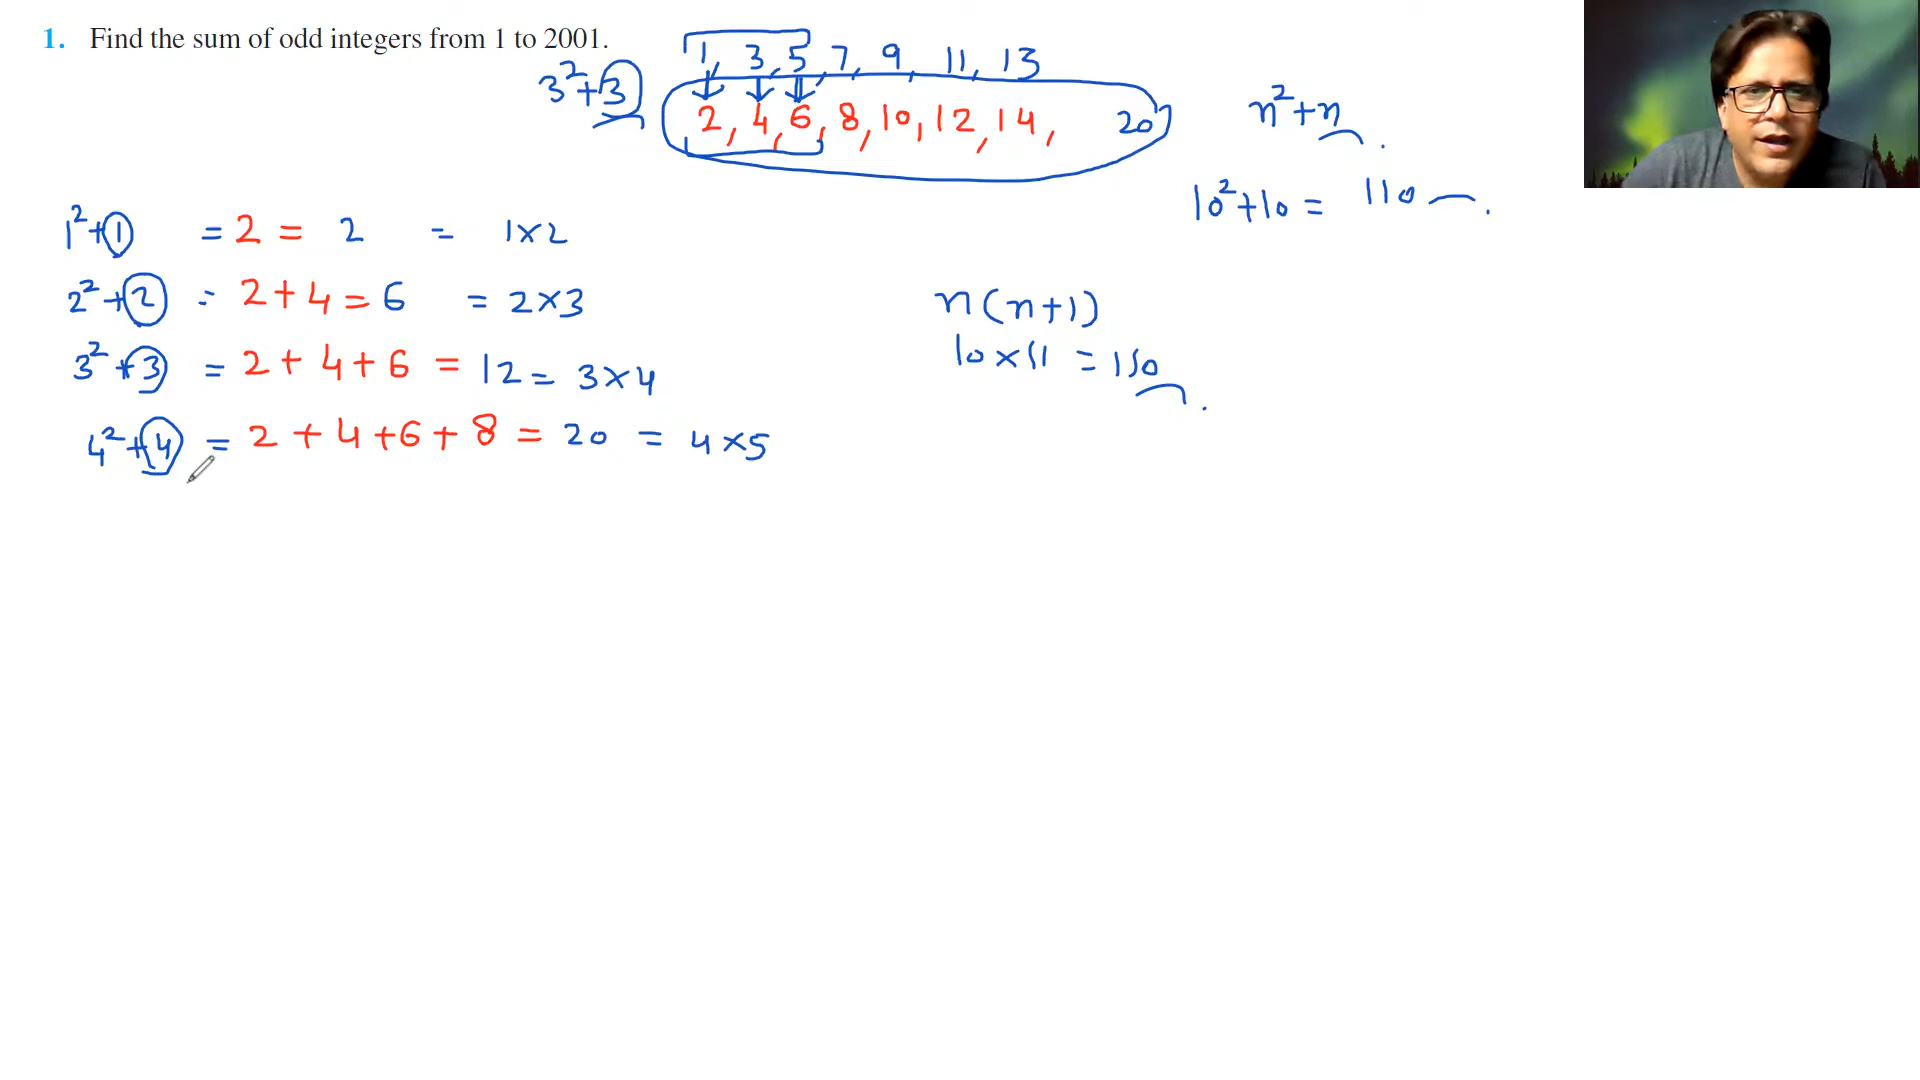 1. Find the sum of odd integers from 1 to 2001.
1, 3, 5, 7, 9, 11, 13
3²+3
2, 4, 6, 8, 10, 12, 14, 20
n²+n
10²+10 = 110
1²+1 = 2 = 2 = 1×2
2²+2 = 2+4 = 6 = 2×3
3²+3 = 2+4+6 = 12 = 3×4
4²+4 = 2+4+6+8 = 20 = 4×5
n(n+1)
10×11 = 110